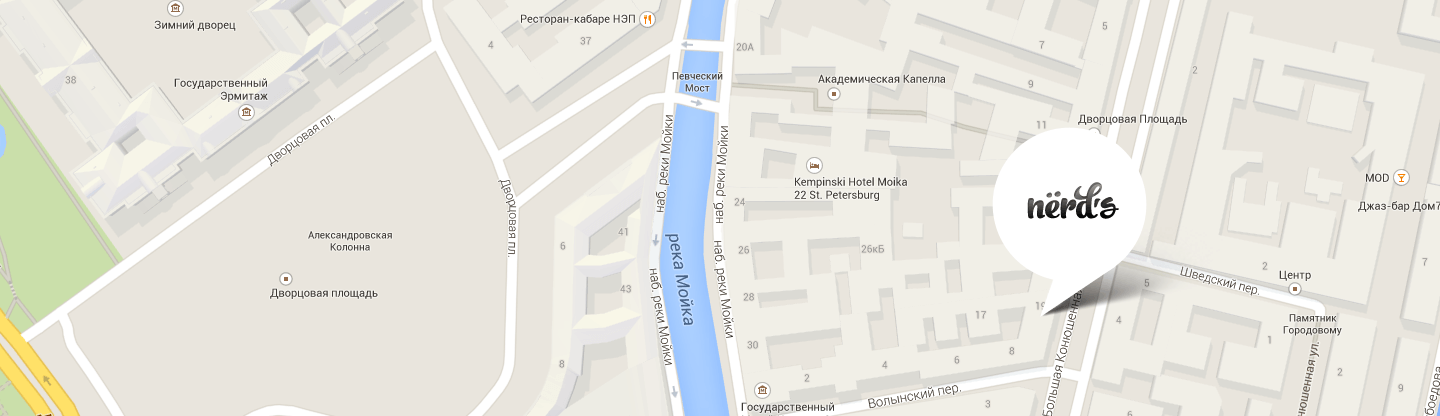 Зимний дворец
Ресторан-кабаре НЭП
4
37
20А
5
7
2
38
Государственный
Эрмитаж
Певческий
Мост
Академическая Капелла
9
Дворцовая пл.
наб. реки Мойки
наб. реки Мойки
11
Дворцовая Площадь
Kempinski Hotel Moika
22 St. Petersburg
MOD
Дворцовая пл.
nërd's
24
Джаз-бар Дом7
Александровская
Колонна
6
41
река Мойка
26
26кБ
Дворцовая площадь
43
наб. реки Мойки
наб. реки Мойки
28
2
7
Шведский пер.
Центр
5
17
4
Памятник
Городовому
1
30
8
6
8
4
2
2
9
Государственный
Волынский пер.
3
Большая Конюшенная